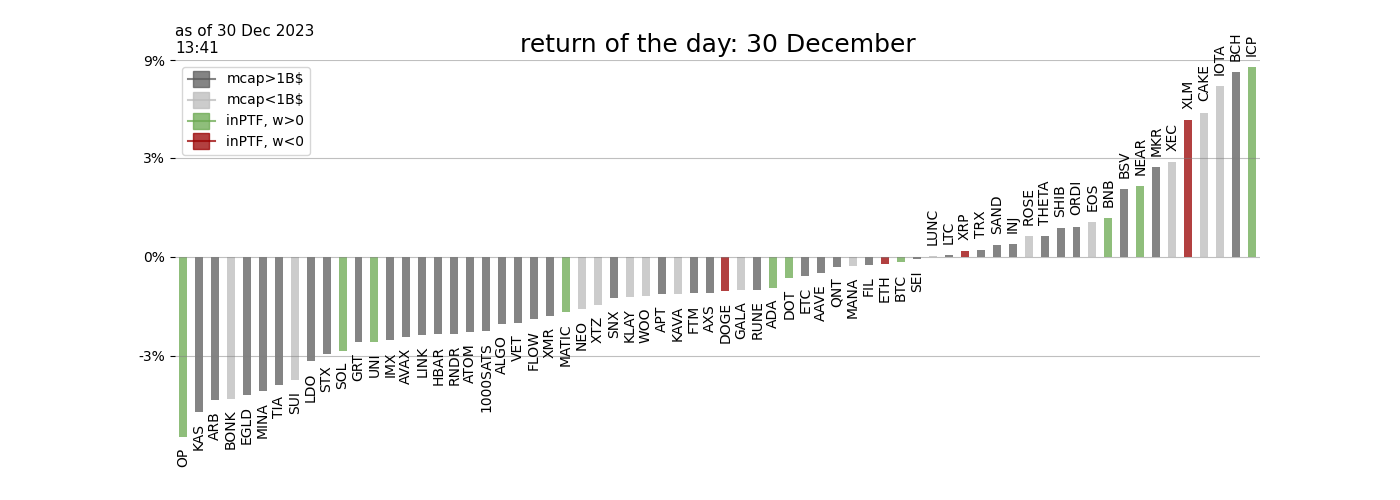 as of 30 Dec 2023
13:41
return of the day: 30 December
9%
3%
0%
-3%
mcap>1B$
mcap<1B$
inPTF, w>0
inPTF, w<0
OP
KAS
ARB
BONK
EGLD
MINA
TIA
SUI
LDO
STX
SOL
GRT
UNI
IMX
AVAX
LINK
HBAR
RNDR
ATOM
1000SATS
ALGO
VET
FLOW
XMR
MATIC
NEO
XTZ
SNX
KLAY
WOO
APT
KAVA
FTM
AXS
DOGE
GALA
RUNE
ADA
DOT
ETC
AAVE
QNT
MANA
FIL
ETH
BTC
SEI
LUNC
LTC
XRP
TRX
SAND
INJ
ROSE
THETA
SHIB
ORDI
EOS
BNB
BSV
NEAR
MKR
XEC
XLM
CAKE
IOTA
BCH
ICP